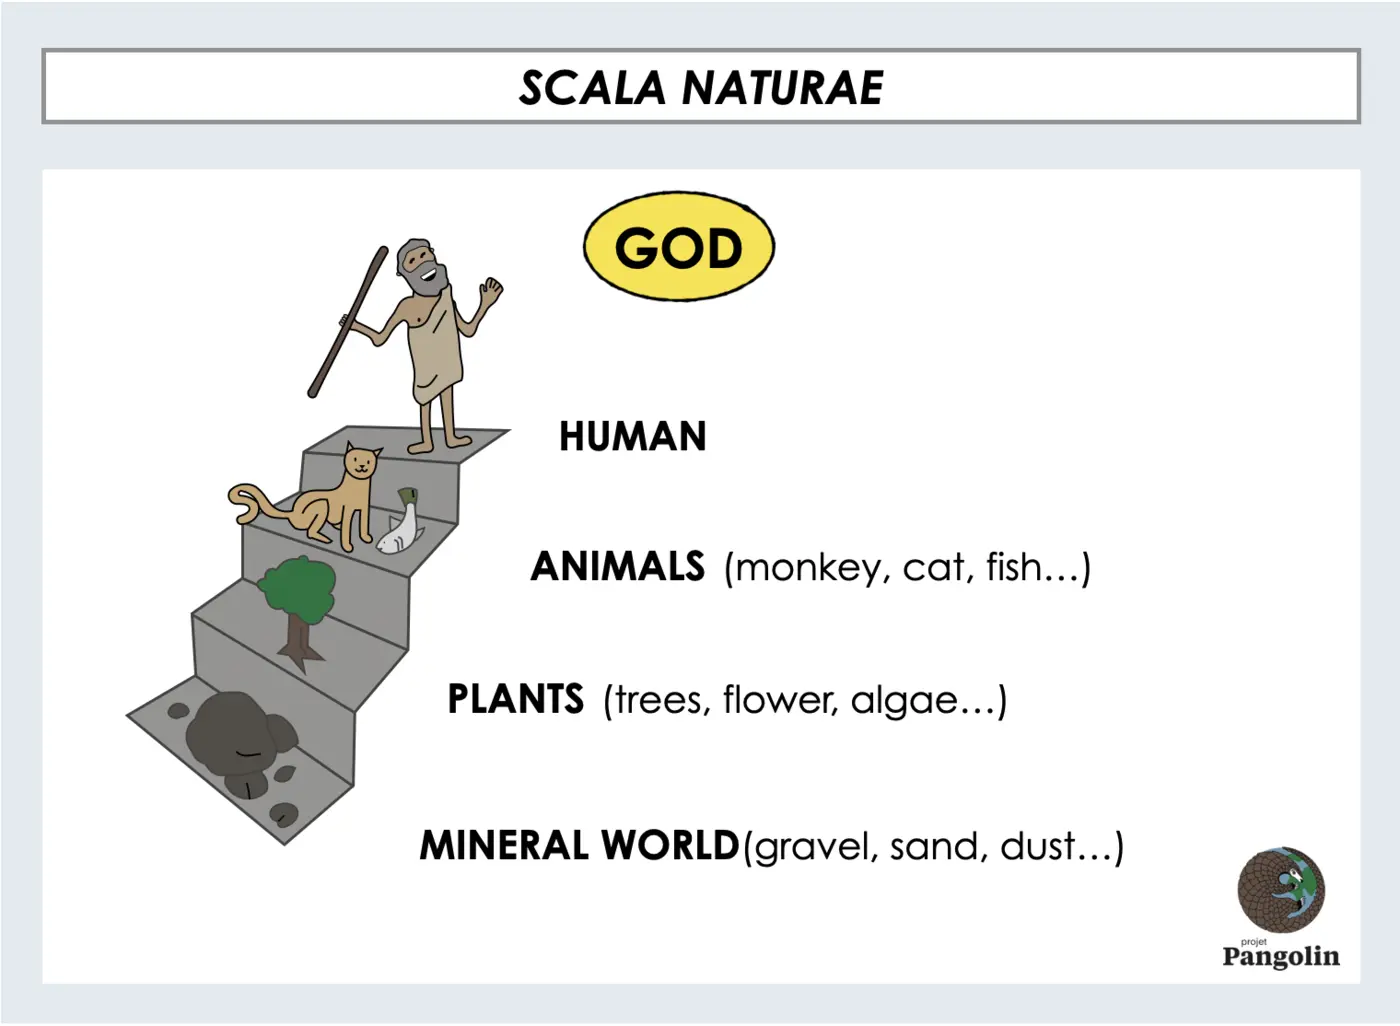 SCALA NATURAE
GOD
HUMAN
ANIMALS (monkey, cat, fish...)
PLANTS (trees, flower, algae...)
MINERAL WORLD(gravel, sand, dust...)
projet
Pangolin